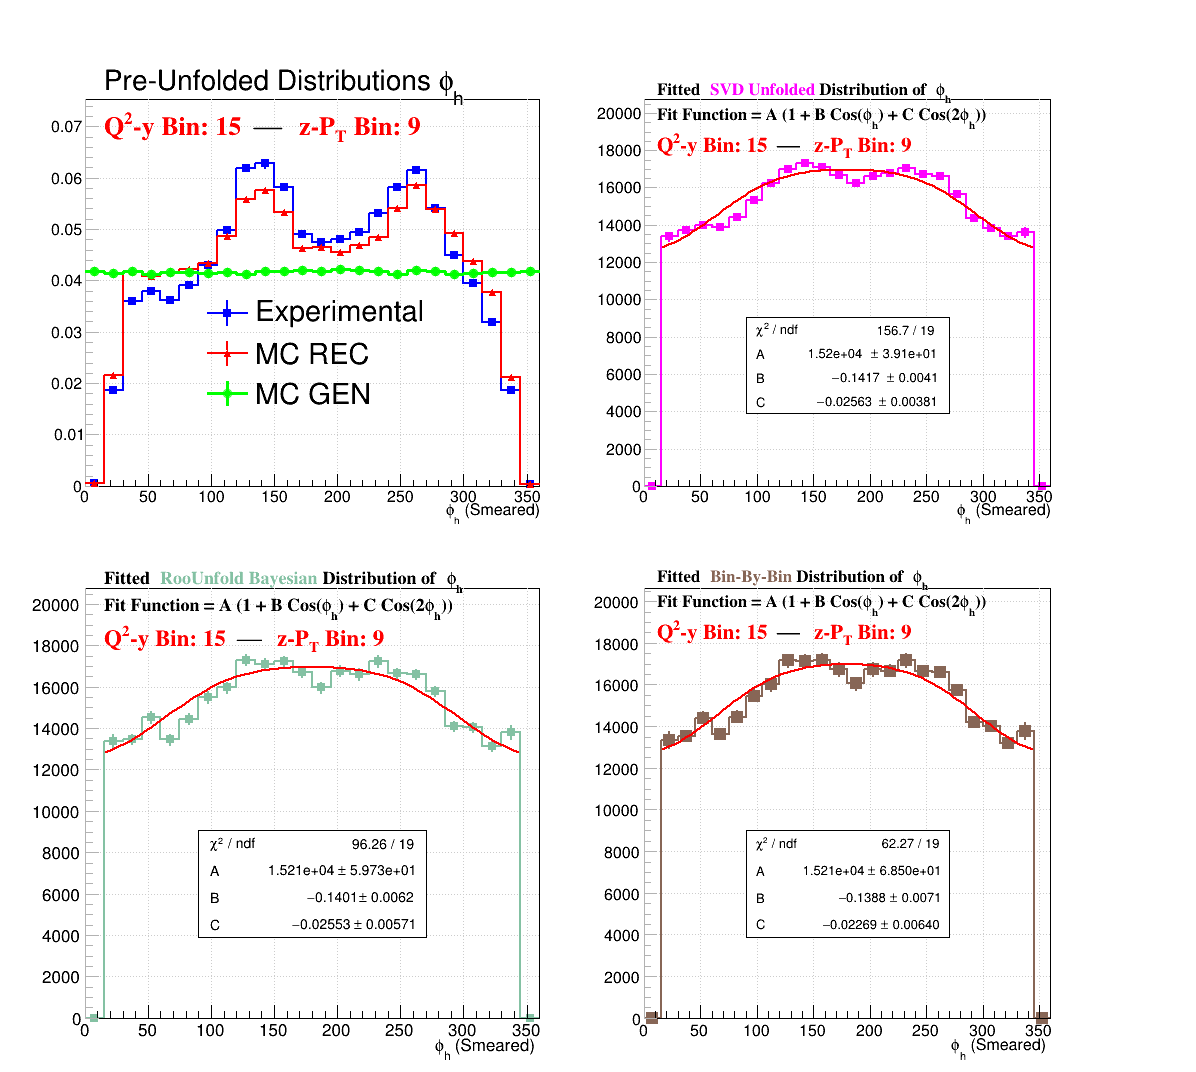 Pre-Unfolded Distributions ϕh
Q²-y Bin: 15 — z-PT Bin: 9
0.07
0.06
0.05
0.04
0.03
0.02
0.01
0
Experimental
MC REC
MC GEN
0 50 100 150 200 250 300 350
ϕh (Smeared)
Fitted SVD Unfolded Distribution of ϕh
Fit Function = A (1 + B Cos(ϕh) + C Cos(2ϕh))
Q²-y Bin: 15 — z-PT Bin: 9
20000
18000
16000
14000
12000
10000
8000
6000
4000
2000
0
χ² / ndf 156.7 / 19
A 1.52e+04 ± 3.91e+01
B −0.1417 ± 0.0041
C −0.02563 ± 0.00381
0 50 100 150 200 250 300 350
ϕh (Smeared)
Fitted RooUnfold Bayesian Distribution of ϕh
Fit Function = A (1 + B Cos(ϕh) + C Cos(2ϕh))
Q²-y Bin: 15 — z-PT Bin: 9
20000
18000
16000
14000
12000
10000
8000
6000
4000
2000
0
χ² / ndf 96.26 / 19
A 1.521e+04 ± 5.973e+01
B −0.1401 ± 0.0062
C −0.02553 ± 0.00571
0 50 100 150 200 250 300 350
ϕh (Smeared)
Fitted Bin-By-Bin Distribution of ϕh
Fit Function = A (1 + B Cos(ϕh) + C Cos(2ϕh))
Q²-y Bin: 15 — z-PT Bin: 9
20000
18000
16000
14000
12000
10000
8000
6000
4000
2000
0
χ² / ndf 62.27 / 19
A 1.521e+04 ± 6.850e+01
B −0.1388 ± 0.0071
C −0.02269 ± 0.00640
0 50 100 150 200 250 300 350
ϕh (Smeared)